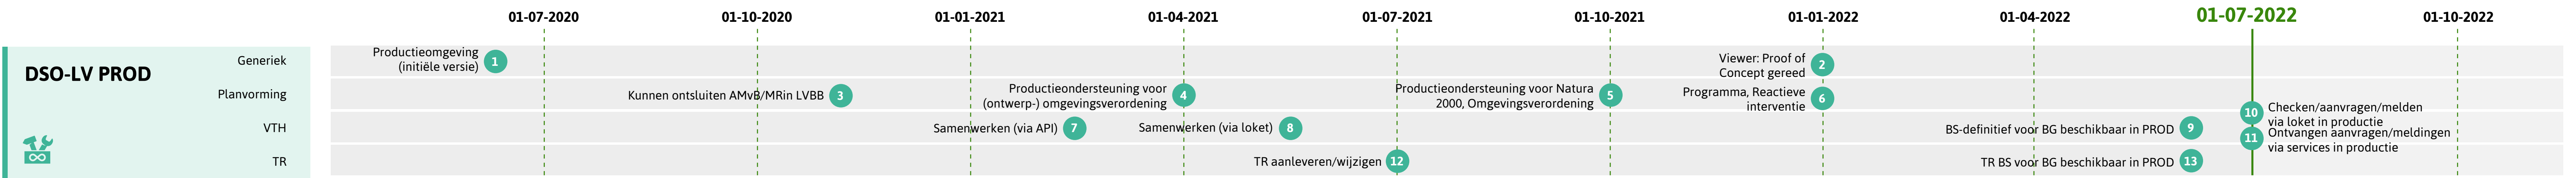 01-07-2020
01-10-2020
01-01-2021
01-04-2021
01-07-2021
01-10-2021
01-01-2022
01-04-2022
01-07-2022
01-10-2022
DSO-LV PROD
Generiek
Productieomgeving
(initiële versie)
1
Viewer: Proof of
Concept gereed
2
Planvorming
Kunnen ontsluiten AMvB/MRin LVBB
3
Productieondersteuning voor
(ontwerp-) omgevingsverordening
4
Productieondersteuning voor Natura
2000, Omgevingsverordening
5
Programma, Reactieve
interventie
6
VTH
Samenwerken (via API)
7
Samenwerken (via loket)
8
BS-definitief voor BG beschikbaar in PROD
9
10
Checken/aanvragen/melden
via loket in productie
11
Ontvangen aanvragen/meldingen
via services in productie
TR
TR aanleveren/wijzigen
12
TR BS voor BG beschikbaar in PROD
13